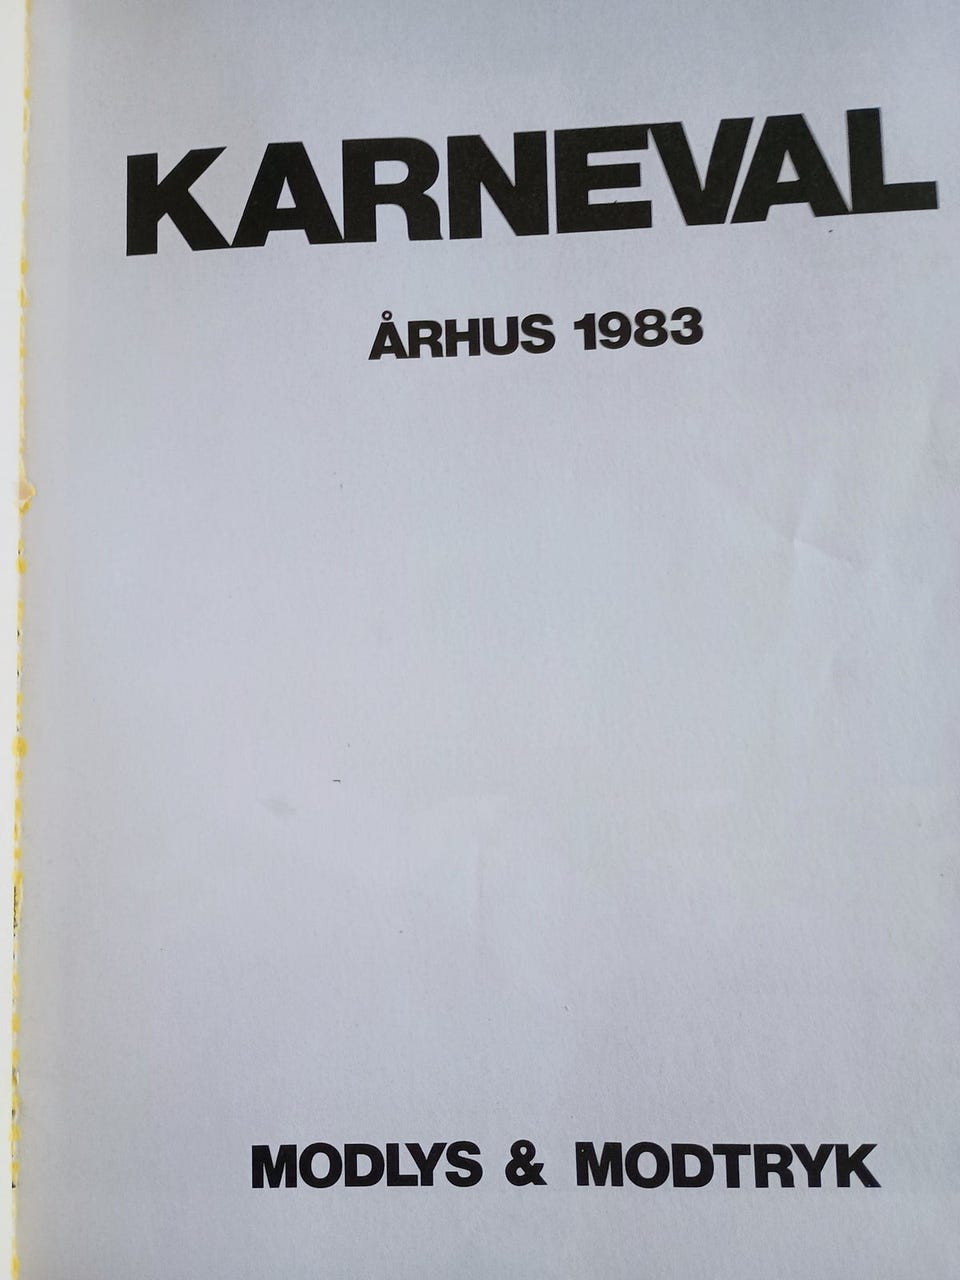 KARNEVAL
ÅRHUS 1983
MODLYS & MODTRYK